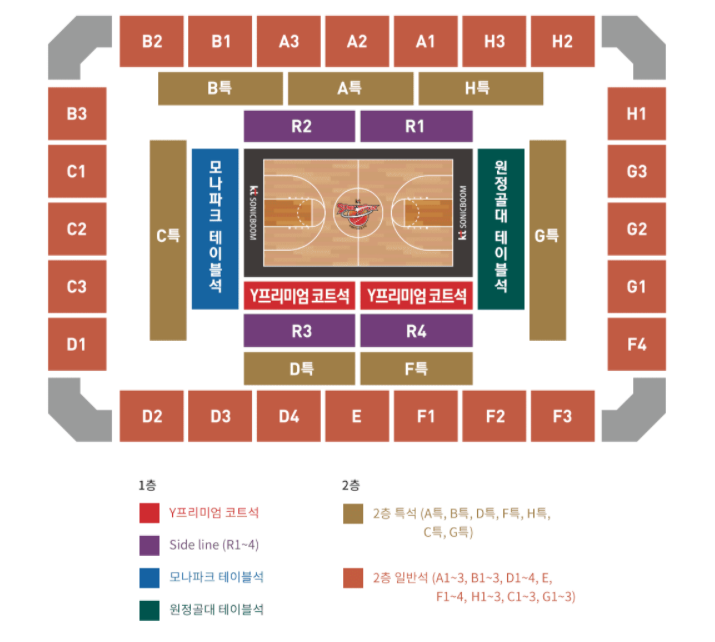 B2 B1 A3 A2 A1 H3 H2
B특 A특 H특
B3 H1
R2 R1
C1 G3
C2 G2
C3 G1
D1 F4
C특 G특
모나파크 테이블석
원정골대 테이블석
kt SONICBOOM
kt SONICBOOM
Y프리미엄 코트석 Y프리미엄 코트석
R3 R4
D특 F특
D2 D3 D4 E F1 F2 F3
1층
Y프리미엄 코트석
Side line (R1~4)
모나파크 테이블석
원정골대 테이블석
2층
2층 특석 (A특, B특, D특, F특, H특,
C특, G특)
2층 일반석 (A1~3, B1~3, D1~4, E,
F1~4, H1~3, C1~3, G1~3)